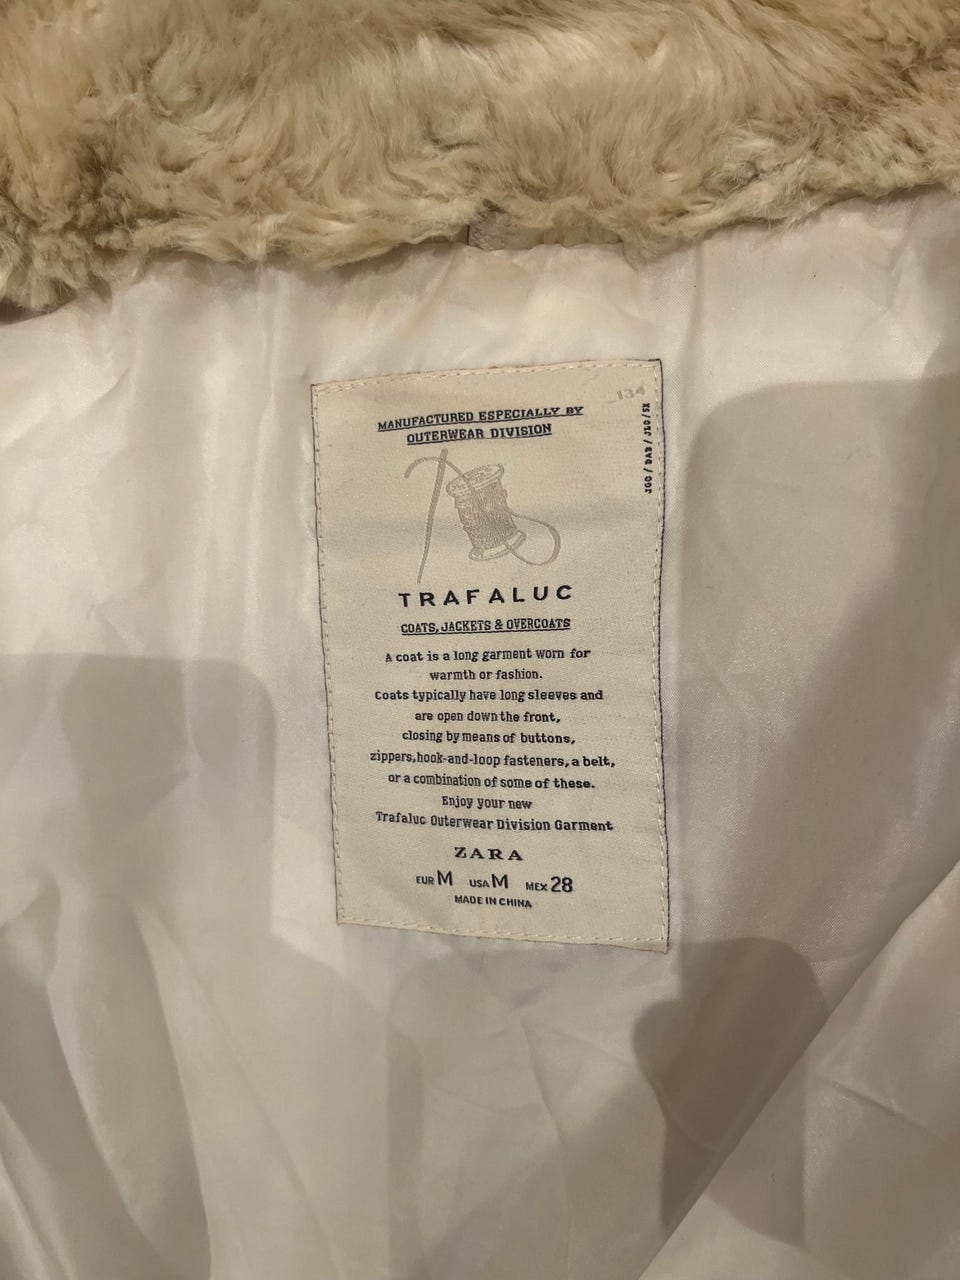 134
MANUFACTURED ESPECIALLY BY
OUTERWEAR DIVISION
TRAFALUC
COATS, JACKETS & OVERCOATS
A coat is a long garment worn for
warmth or fashion.
Coats typically have long sleeves and
are open down the front,
closing by means of buttons,
zippers, hook-and-loop fasteners, a belt,
or a combination of some of these.
Enjoy your new
Trafaluc Outerwear Division Garment
ZARA
EUR M USA M MEX 28
MADE IN CHINA